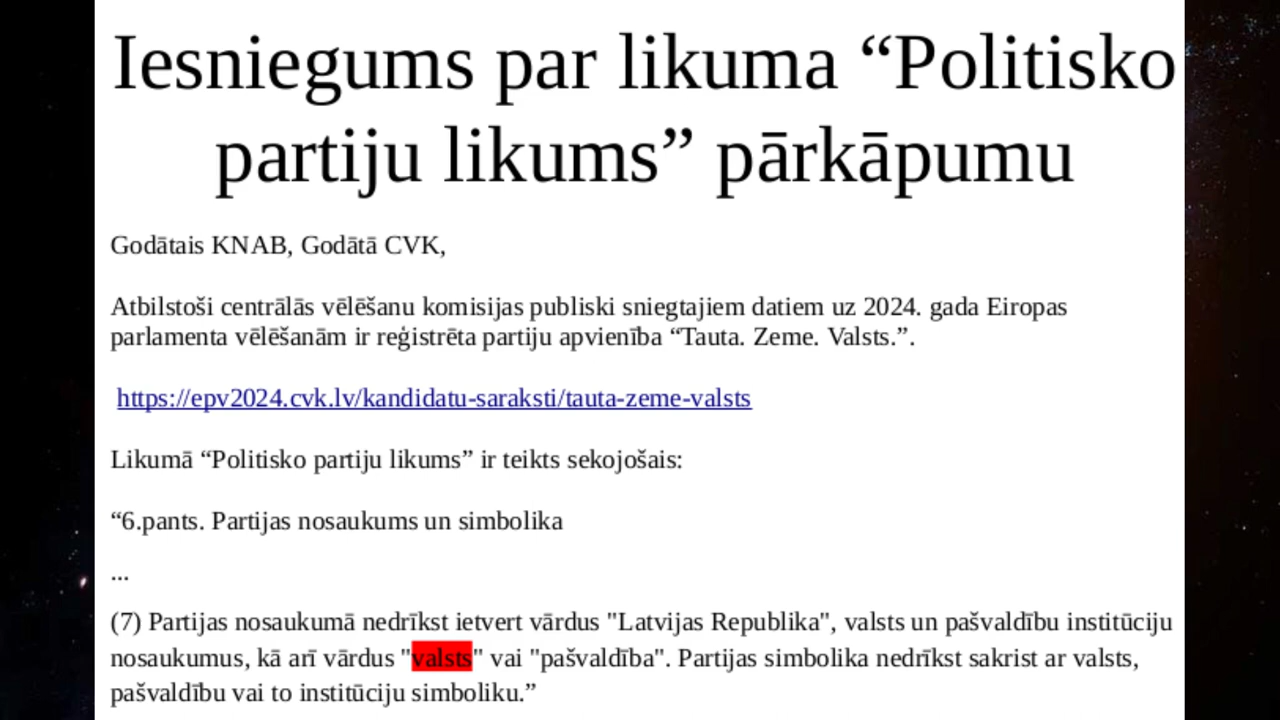 Iesniegums par likuma “Politisko
partiju likums” pārkāpumu
Godātais KNAB, Godātā CVK,
Atbilstoši centrālās vēlēšanu komisijas publiski sniegtajiem datiem uz 2024. gada Eiropas
parlamenta vēlēšanām ir reģistrēta partiju apvienība “Tauta. Zeme. Valsts.”.
https://epv2024.cvk.lv/kandidatu-saraksti/tauta-zeme-valsts
Likumā “Politisko partiju likums” ir teikts sekojošais:
“6.pants. Partijas nosaukums un simbolika
...
(7) Partijas nosaukumā nedrīkst ietvert vārdus "Latvijas Republika", valsts un pašvaldību institūciju
nosaukumus, kā arī vārdus "valsts" vai "pašvaldība". Partijas simbolika nedrīkst sakrist ar valsts,
pašvaldību vai to institūciju simboliku.”